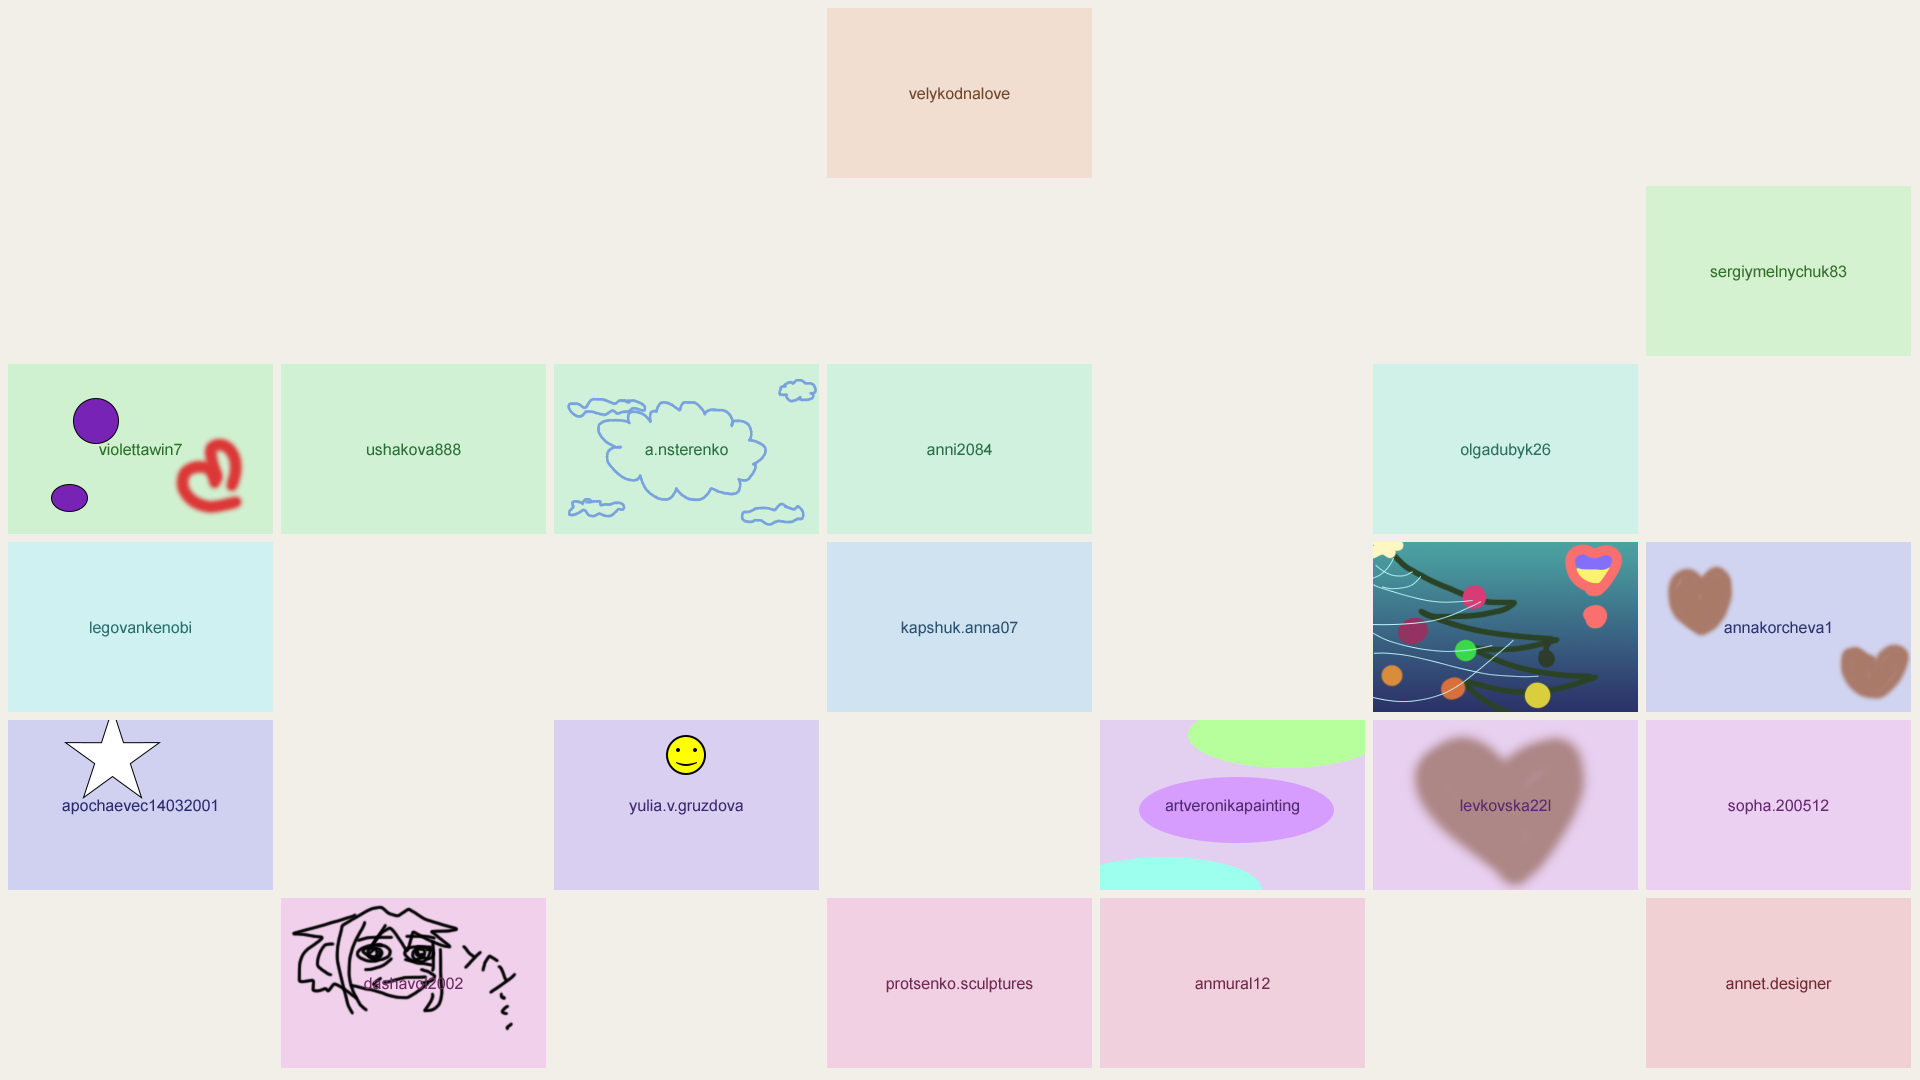 velykodnalove
sergiymelnychuk83
violettawin7
ushakova888
a.nsterenko
anni2084
olgadubyk26
legovankenobi
kapshuk.anna07
annakorcheva1
apochaevec14032001
yulia.v.gruzdova
artveronikapainting
levkovska22l
sopha.200512
dashavol2002
protsenko.sculptures
anmural12
annet.designer